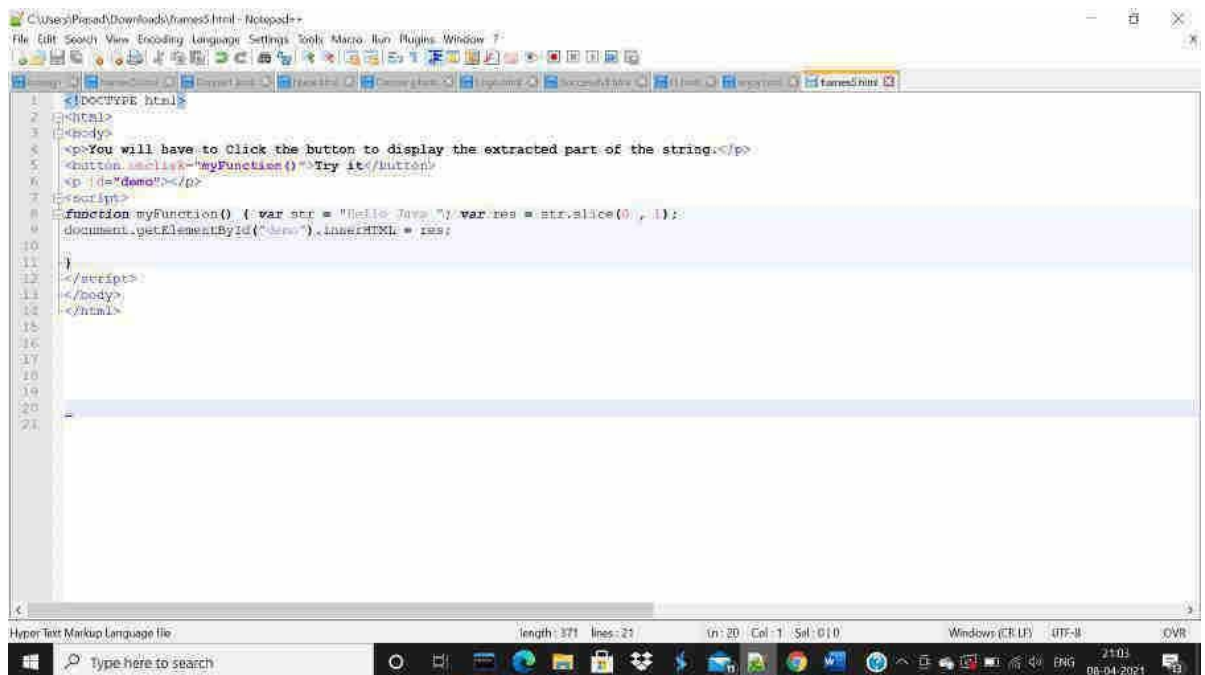 C:\Users\Prasad\Downloads\frames5.html - Notepad++
File Edit Search View Encoding Language Settings Tools Macro Run Plugins Window ?
frames5.html
1 <!DOCTYPE html>
2 <html>
3 <body>
4 <p>You will have to Click the button to display the extracted part of the string.</p>
5 <button onclick="myFunction()">Try it</button>
6 <p id="demo"></p>
7 <script>
8 function myFunction() { var str = "Hello Java "; var res = str.slice(0 , 1);
9 document.getElementById("demo").innerHTML = res;
10
11 }
12 </script>
13 </body>
14 </html>
15
16
17
18
19
20
21
Hyper Text Markup Language file length : 371 lines : 21 Ln : 20 Col : 1 Sel : 0 | 0 Windows (CR LF) UTF-8 OVR
Type here to search ENG 21:03
08-04-2021